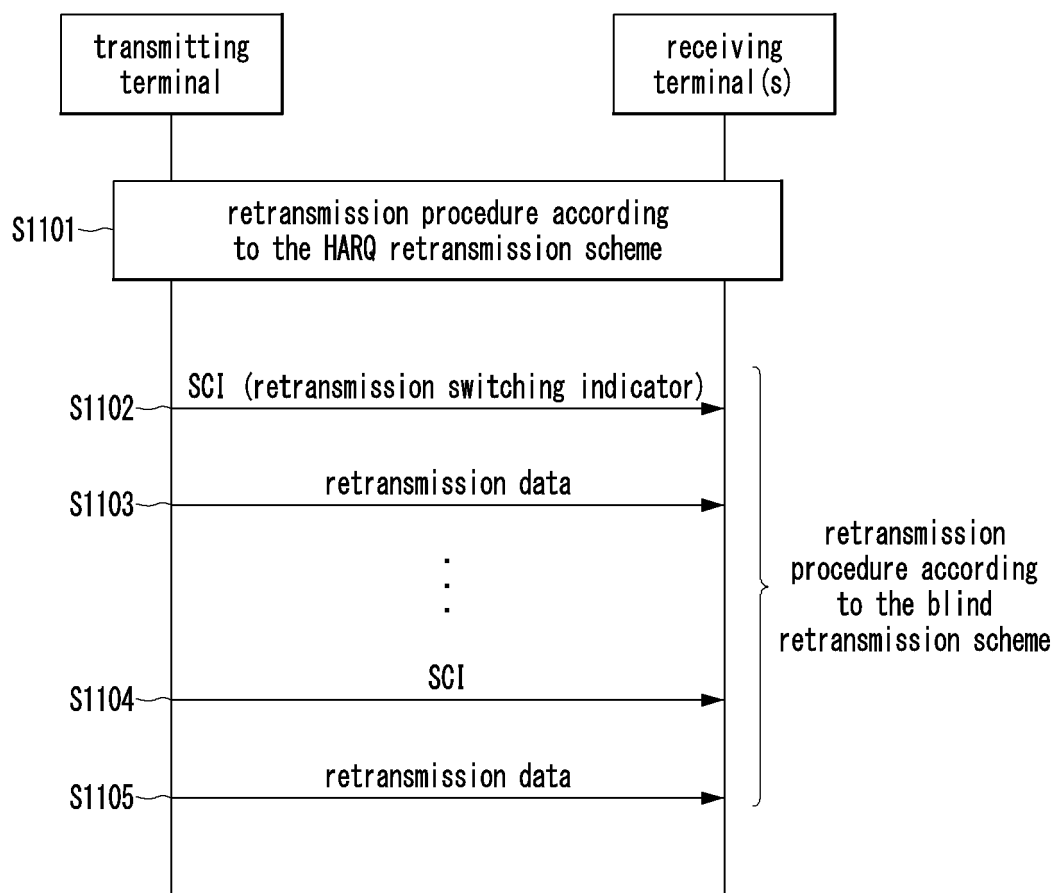 transmitting
terminal
receiving
terminal(s)
S1101
retransmission procedure according
to the HARQ retransmission scheme
SCI (retransmission switching indicator)
S1102
retransmission data
S1103
retransmission
procedure according
to the blind
retransmission scheme
SCI
S1104
retransmission data
S1105